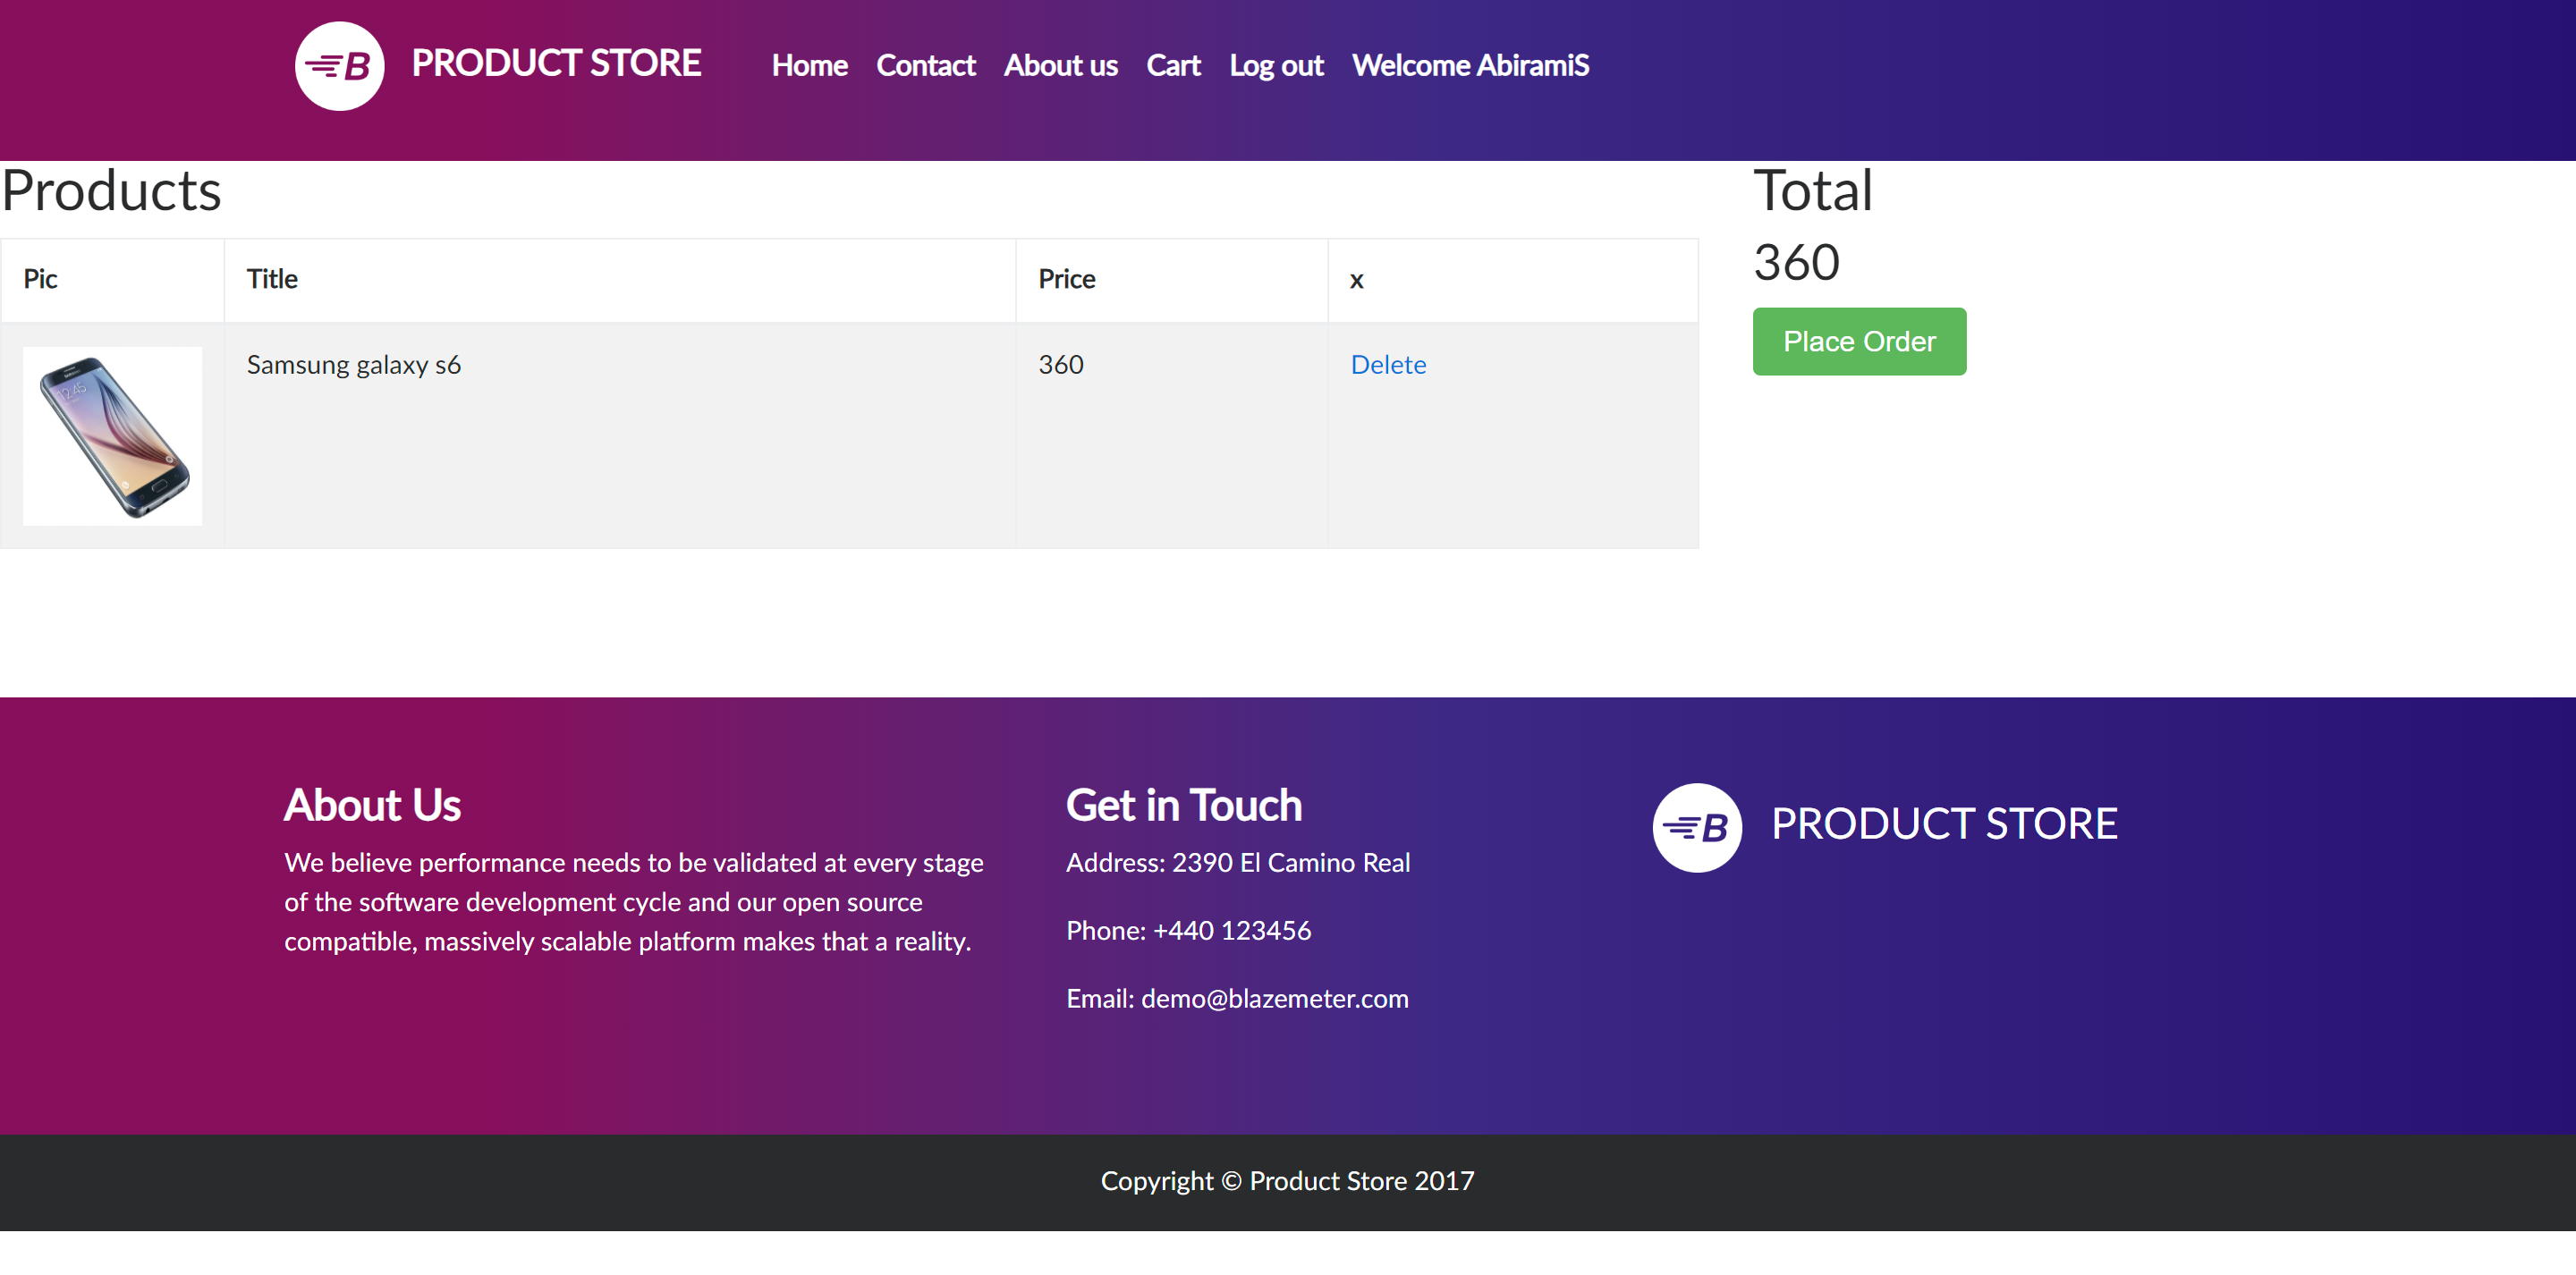 B PRODUCT STORE Home Contact About us Cart Log out Welcome AbiramiS
Products
Total
360
Pic Title Price x
Samsung galaxy s6 360 Delete
Place Order
12:45
About Us
We believe performance needs to be validated at every stage
of the software development cycle and our open source
compatible, massively scalable platform makes that a reality.
Get in Touch
Address: 2390 El Camino Real
Phone: +440 123456
Email: demo@blazemeter.com
B PRODUCT STORE
Copyright © Product Store 2017